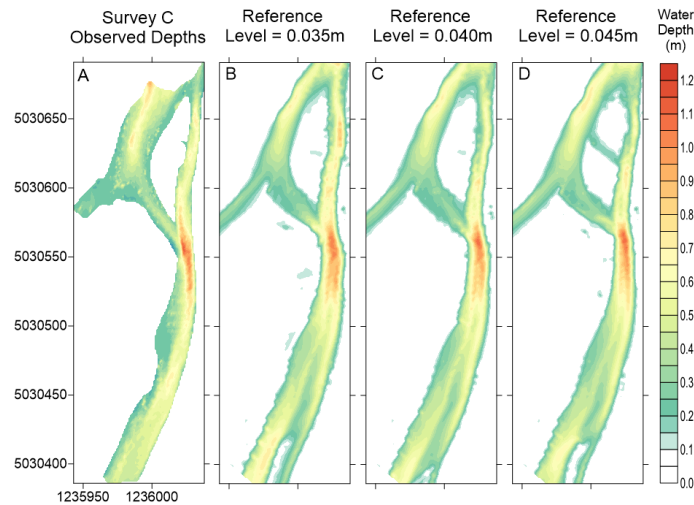 Survey C
Observed Depths
Reference
Level = 0.035m
Reference
Level = 0.040m
Reference
Level = 0.045m
Water
Depth
(m)
A
B
C
D
5030650
5030600
5030550
5030500
5030450
5030400
1235950
1236000
1.2
1.1
1.0
0.9
0.8
0.7
0.6
0.5
0.4
0.3
0.2
0.1
0.0